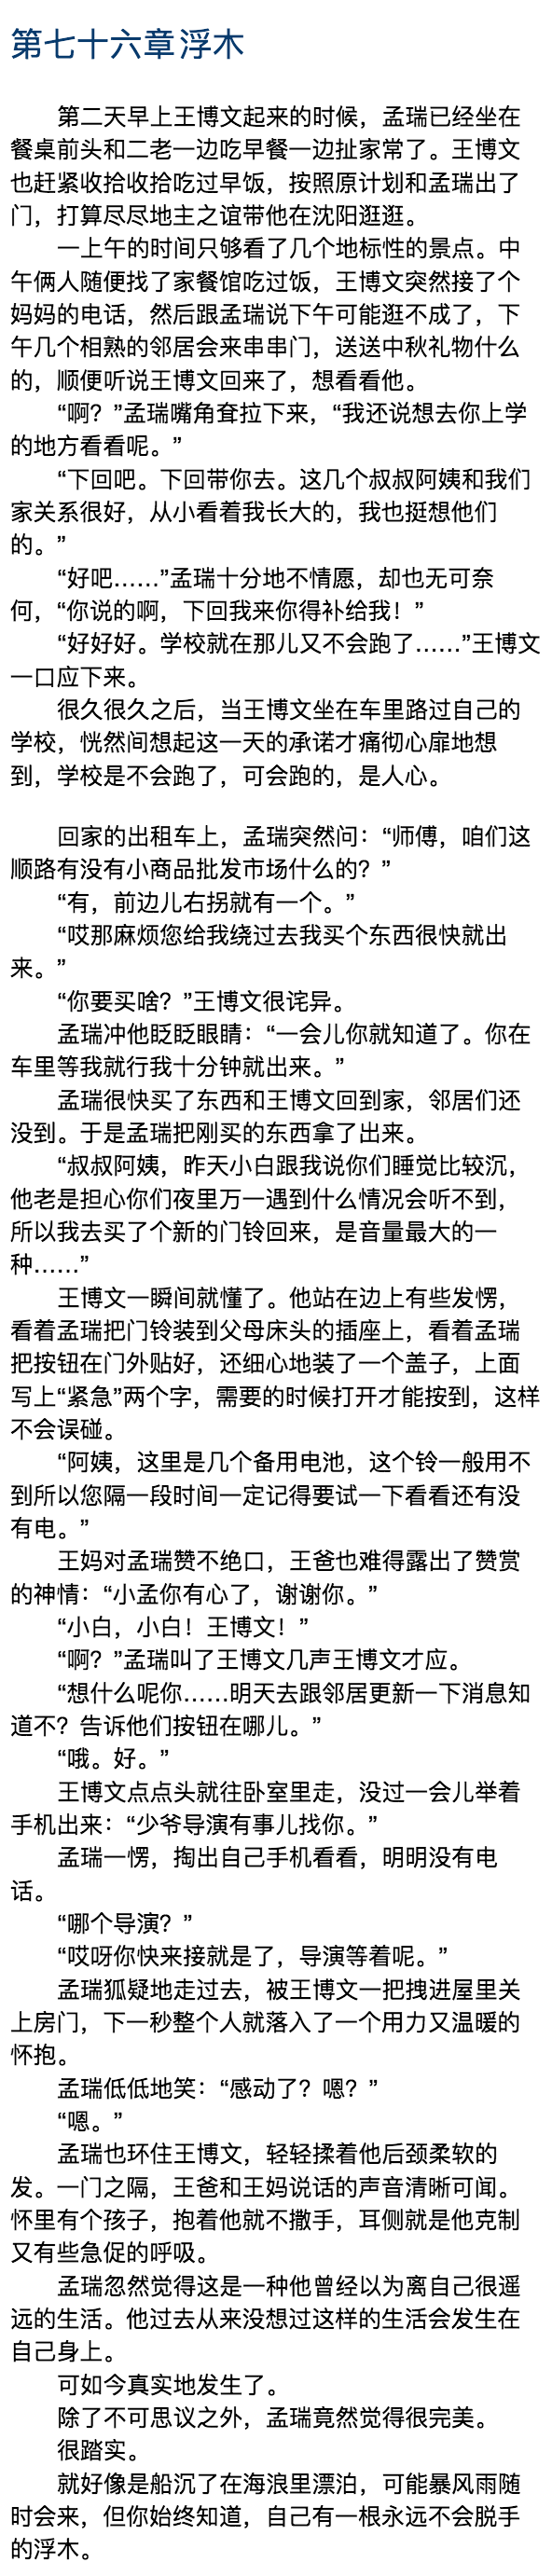 第七十六章 浮木
第二天早上王博文起来的时候，孟瑞已经坐在
餐桌前头和二老一边吃早餐一边扯家常了。王博文
也赶紧收拾收拾吃过早饭，按照原计划和孟瑞出了
门，打算尽尽地主之谊带他在沈阳逛逛。
一上午的时间只够看了几个地标性的景点。中
午俩人随便找了家餐馆吃过饭，王博文突然接了个
妈妈的电话，然后跟孟瑞说下午可能逛不成了，下
午几个相熟的邻居会来串串门，送送中秋礼物什么
的，顺便听说王博文回来了，想看看他。
“啊？”孟瑞嘴角耷拉下来，“我还说想去你上学
的地方看看呢。”
“下回吧。下回带你去。这几个叔叔阿姨和我们
家关系很好，从小看着我长大的，我也挺想他们
的。”
“好吧……”孟瑞十分地不情愿，却也无可奈
何，“你说的啊，下回我来你得补给我！”
“好好好。学校就在那儿又不会跑了……”王博文
一口应下来。
很久很久之后，当王博文坐在车里路过自己的
学校，恍然间想起这一天的承诺才痛彻心扉地想
到，学校是不会跑了，可会跑的，是人心。
回家的出租车上，孟瑞突然问：“师傅，咱们这
顺路有没有小商品批发市场什么的？”
“有，前边儿右拐就有一个。”
“哎那麻烦您给我绕过去我买个东西很快就出
来。”
“你要买啥？”王博文很诧异。
孟瑞冲他眨眨眼睛：“一会儿你就知道了。你在
车里等我就行我十分钟就出来。”
孟瑞很快买了东西和王博文回到家，邻居们还
没到。于是孟瑞把刚买的东西拿了出来。
“叔叔阿姨，昨天小白跟我说你们睡觉比较沉，
他老是担心你们夜里万一遇到什么情况会听不到，
所以我去买了个新的门铃回来，是音量最大的一
种……”
王博文一瞬间就懂了。他站在边上有些发愣，
看着孟瑞把门铃装到父母床头的插座上，看着孟瑞
把按钮在门外贴好，还细心地装了一个盖子，上面
写上“紧急”两个字，需要的时候打开才能按到，这样
不会误碰。
“阿姨，这里是几个备用电池，这个铃一般用不
到所以您隔一段时间一定记得要试一下看看还有没
有电。”
王妈对孟瑞赞不绝口，王爸也难得露出了赞赏
的神情：“小孟你有心了，谢谢你。”
“小白，小白！王博文！”
“啊？”孟瑞叫了王博文几声王博文才应。
“想什么呢你……明天去跟邻居更新一下消息知
道不？告诉他们按钮在哪儿。”
“哦。好。”
王博文点点头就往卧室里走，没过一会儿举着
手机出来：“少爷导演有事儿找你。”
孟瑞一愣，掏出自己手机看看，明明没有电
话。
“哪个导演？”
“哎呀你快来接就是了，导演等着呢。”
孟瑞狐疑地走过去，被王博文一把拽进屋里关
上房门，下一秒整个人就落入了一个用力又温暖的
怀抱。
孟瑞低低地笑：“感动了？嗯？”
“嗯。”
孟瑞也环住王博文，轻轻揉着他后颈柔软的
发。一门之隔，王爸和王妈说话的声音清晰可闻。
怀里有个孩子，抱着他就不撒手，耳侧就是他克制
又有些急促的呼吸。
孟瑞忽然觉得这是一种他曾经以为离自己很遥
远的生活。他过去从来没想过这样的生活会发生在
自己身上。
可如今真实地发生了。
除了不可思议之外，孟瑞竟然觉得很完美。
很踏实。
就好像是船沉了在海浪里漂泊，可能暴风雨随
时会来，但你始终知道，自己有一根永远不会脱手
的浮木。